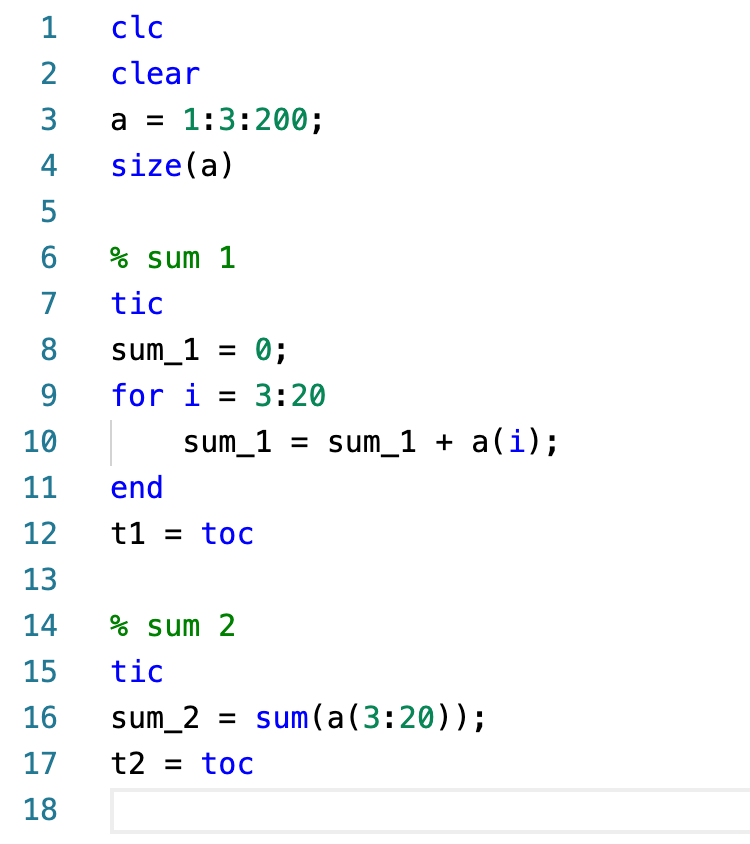 1 clc
2 clear
3 a = 1:3:200;
4 size(a)
5
6 % sum 1
7 tic
8 sum_1 = 0;
9 for i = 3:20
10     sum_1 = sum_1 + a(i);
11 end
12 t1 = toc
13
14 % sum 2
15 tic
16 sum_2 = sum(a(3:20));
17 t2 = toc
18